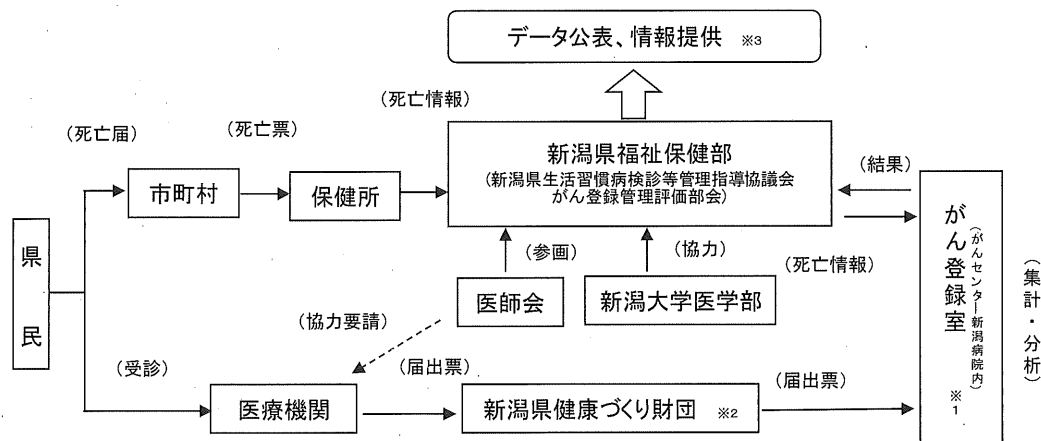 データ公表、情報提供 ※3
(死亡情報)
(死亡届)
(死亡票)
新潟県福祉保健部
(新潟県生活習慣病検診等管理指導協議会
がん登録管理評価部会)
(結果)
市町村
保健所
県民
(参画)
(協力)
(死亡情報)
医師会
新潟大学医学部
がん登録室
(がんセンター新潟病院内)
※1
(集計・分析)
(協力要請)
(受診)
(届出票)
(届出票)
医療機関
新潟県健康づくり財団 ※2